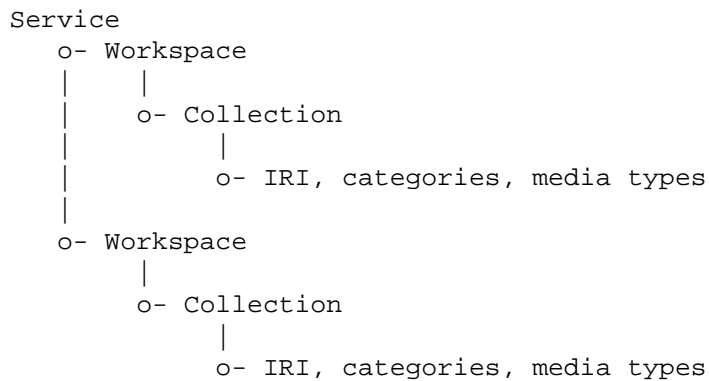 Service
o- Workspace
| |
| o- Collection
| |
| o- IRI, categories, media types
|
o- Workspace
|
o- Collection
|
o- IRI, categories, media types